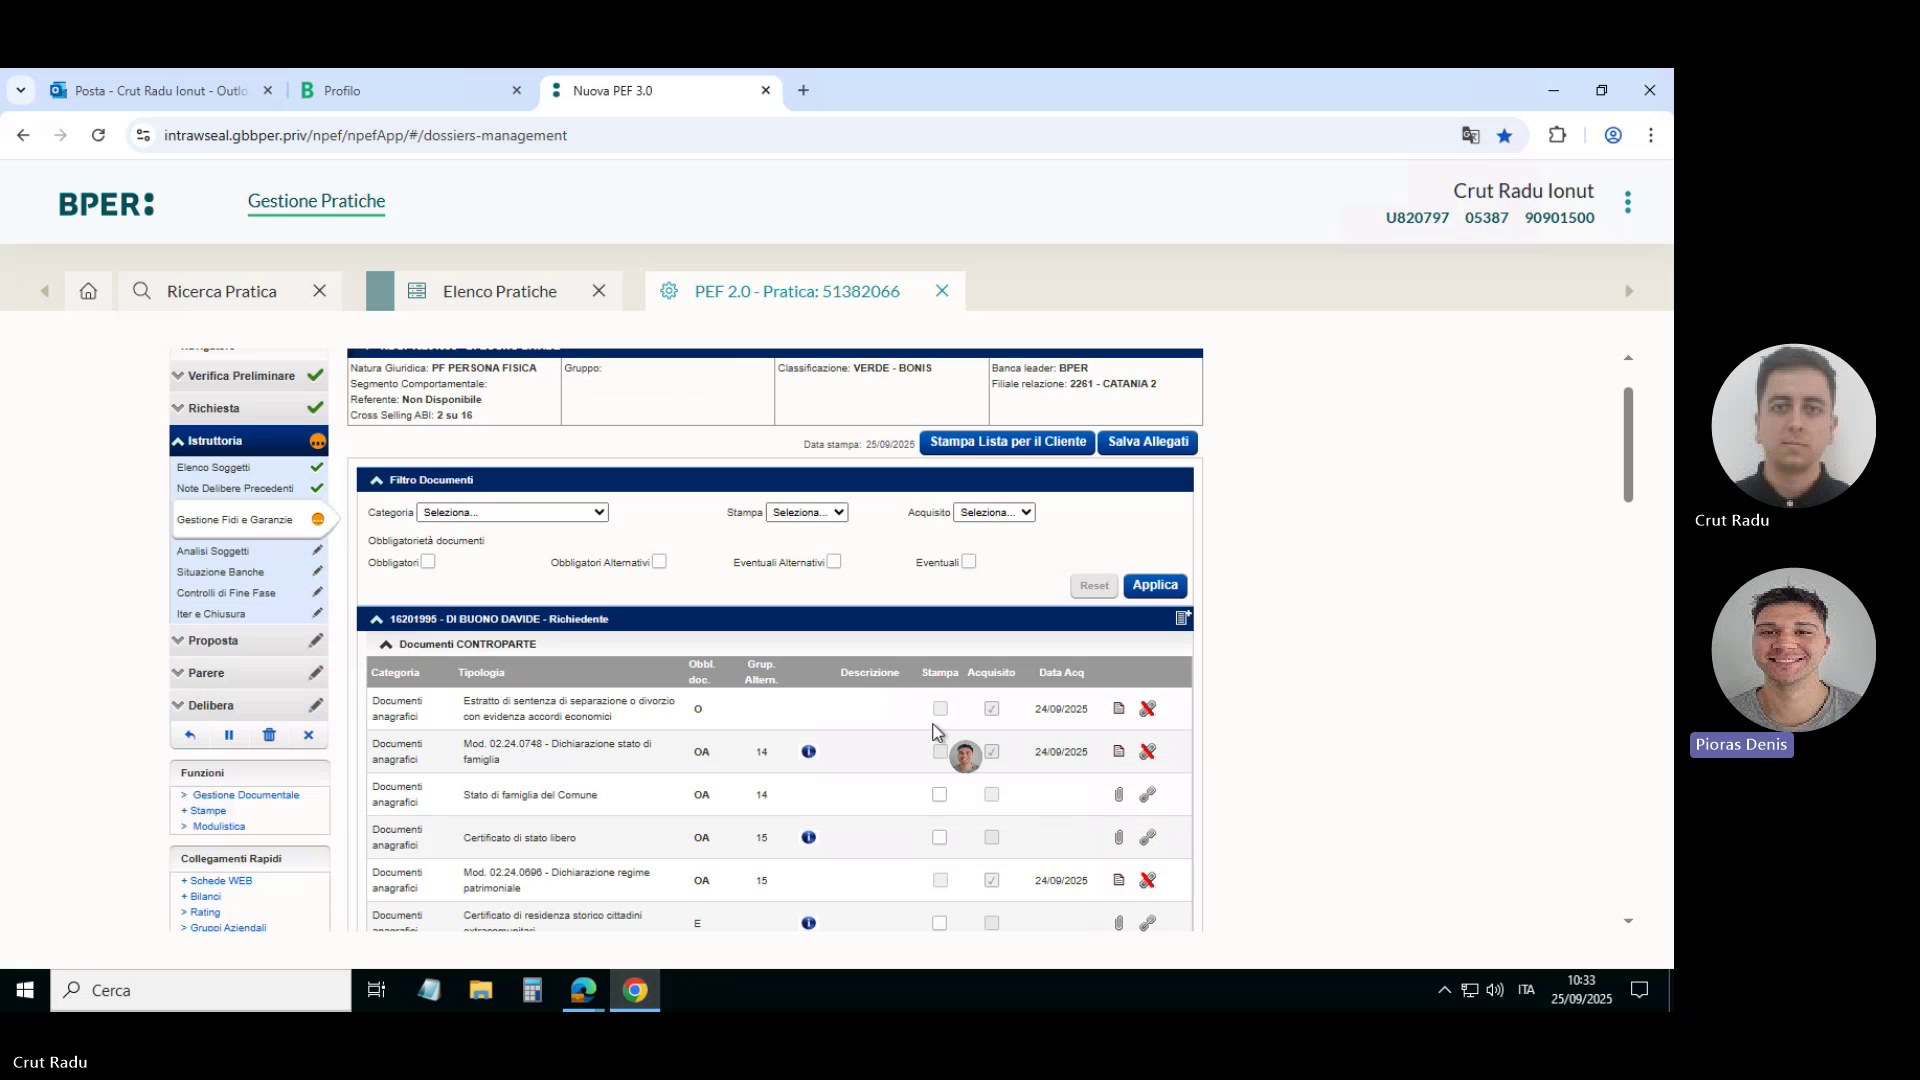 Posta - Crut Radu Ionut - Outlo
Profilo
Nuova PEF 3.0
intrawseal.gbbper.priv/npef/npefApp/#/dossiers-management
BPER:
Gestione Pratiche
Crut Radu Ionut
U820797 05387 90901500
Ricerca Pratica
Elenco Pratiche
PEF 2.0 - Pratica: 51382066
Verifica Preliminare
Richiesta
Istruttoria
Elenco Soggetti
Note Delibere Precedenti
Gestione Fidi e Garanzie
Analisi Soggetti
Situazione Banche
Controlli di Fine Fase
Iter e Chiusura
Proposta
Parere
Delibera
Funzioni
> Gestione Documentale
+ Stampe
> Modulistica
Collegamenti Rapidi
+ Schede WEB
+ Bilanci
> Rating
> Gruppi Aziendali
Natura Giuridica: PF PERSONA FISICA
Segmento Comportamentale:
Referente: Non Disponibile
Cross Selling ABI: 2 su 16
Gruppo:
Classificazione: VERDE - BONIS
Banca leader: BPER
Filiale relazione: 2261 - CATANIA 2
Data stampa: 25/09/2025
Stampa Lista per il Cliente
Salva Allegati
Filtro Documenti
Categoria Seleziona...
Stampa Seleziona...
Acquisito Seleziona...
Obbligatorietà documenti
Obbligatori
Obbligatori Alternativi
Eventuali Alternativi
Eventuali
Reset
Applica
16201995 - DI BUONO DAVIDE - Richiedente
Documenti CONTROPARTE
Categoria Tipologia Obbl. doc. Grup. Altern. Descrizione Stampa Acquisito Data Acq
Documenti anagrafici Estratto di sentenza di separazione o divorzio con evidenza accordi economici O 24/09/2025
Documenti anagrafici Mod. 02.24.0748 - Dichiarazione stato di famiglia OA 14 24/09/2025
Documenti anagrafici Stato di famiglia del Comune OA 14
Documenti anagrafici Certificato di stato libero OA 15
Documenti anagrafici Mod. 02.24.0696 - Dichiarazione regime patrimoniale OA 15 24/09/2025
Documenti Certificato di residenza storico cittadini E
Crut Radu
Pioras Denis
Cerca
ITA
10:33
25/09/2025
Crut Radu